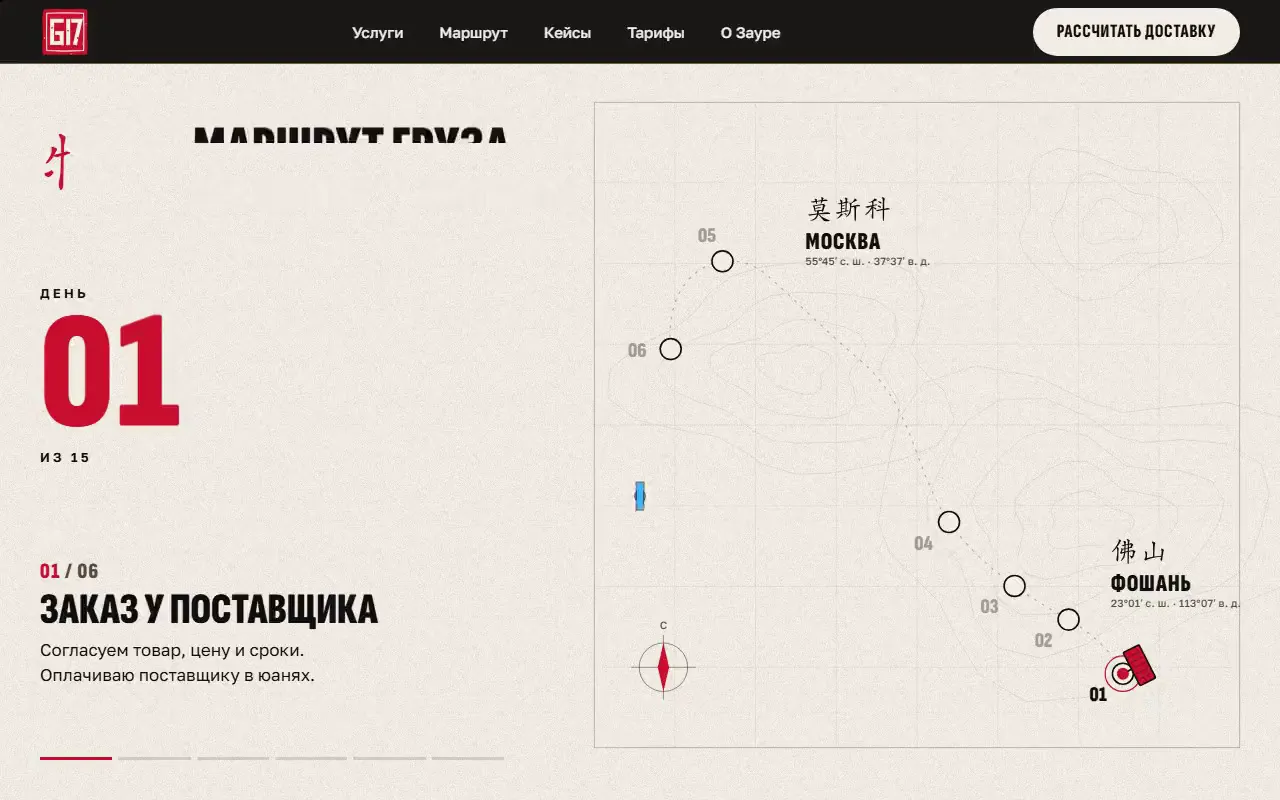 G17
Услуги
Маршрут
Кейсы
Тарифы
О Зауре
РАССЧИТАТЬ ДОСТАВКУ
МАРШРУТ ГРУЗА
ДЕНЬ
01
ИЗ 15
01 / 06
ЗАКАЗ У ПОСТАВЩИКА
Согласуем товар, цену и сроки.
Оплачиваю поставщику в юанях.
莫斯科
МОСКВА
55°45′ с. ш. · 37°37′ в. д.
05
06
04
03
02
01
佛山
ФОШАНЬ
23°01′ с. ш. · 113°07′ в. д.
С